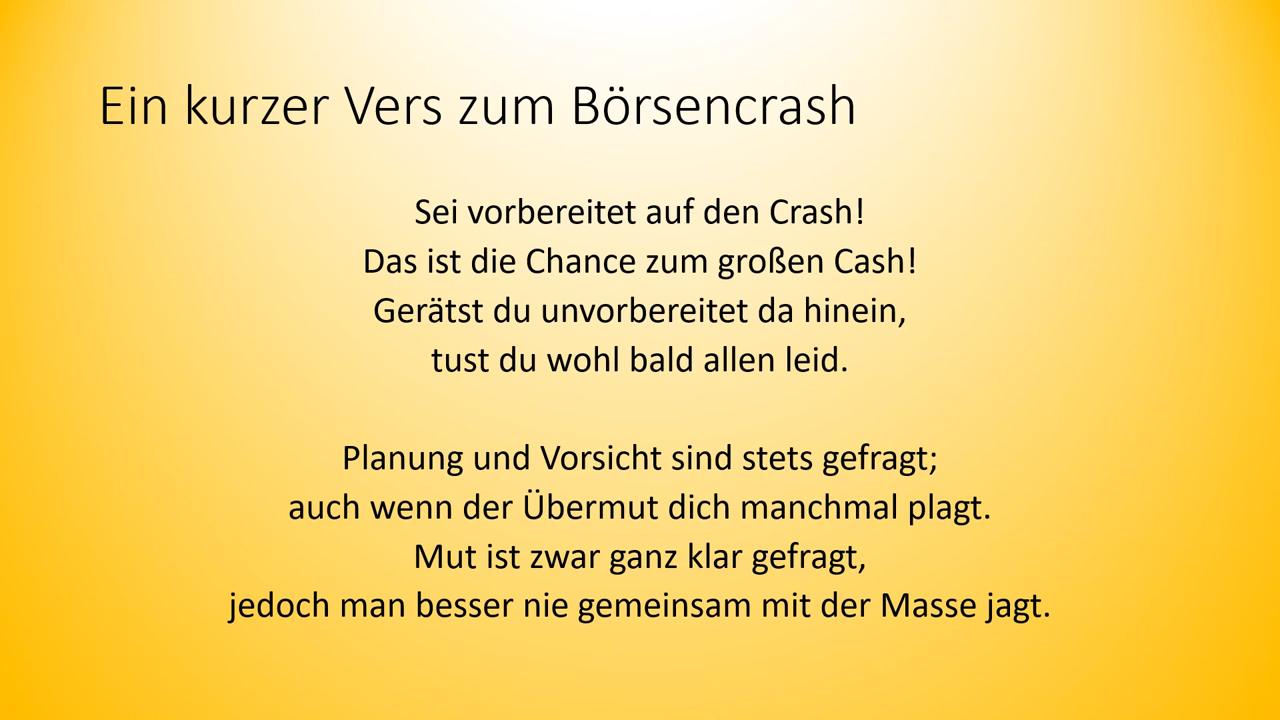 Ein kurzer Vers zum Börsencrash
Sei vorbereitet auf den Crash!
Das ist die Chance zum großen Cash!
Gerätst du unvorbereitet da hinein,
tust du wohl bald allen leid.
Planung und Vorsicht sind stets gefragt;
auch wenn der Übermut dich manchmal plagt.
Mut ist zwar ganz klar gefragt,
jedoch man besser nie gemeinsam mit der Masse jagt.